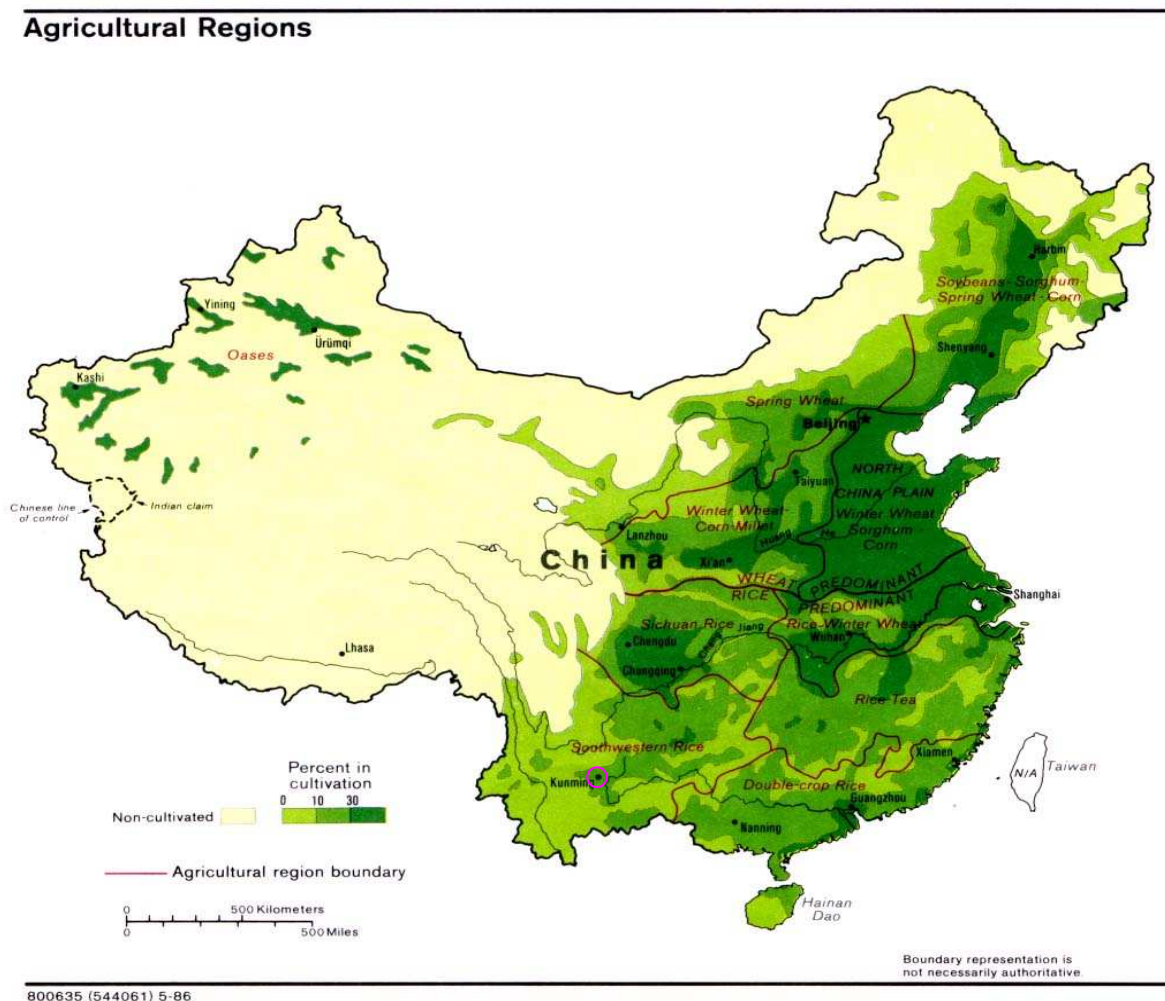 Agricultural Regions
Harbin
Soybeans-Sorghum-
Spring Wheat-Corn
Yining
Ürümqi
Oases
Shenyang
Kashi
Spring Wheat
Beijing
NORTH
Taiyuan
CHINA PLAIN
Chinese line
of control
Indian claim
Winter Wheat-
Corn-Millet
Winter Wheat
Sorghum-
Corn
Lanzhou
Huang
He
China
Xi'an
WHEAT
RICE
PREDOMINANT
PREDOMINANT
Shanghai
Sichuan Rice
Jiang
Rice-Winter Wheat
Chengdu
Wuhan
Lhasa
Chang
Changqing
Rice-Tea
Southwestern Rice
Xiamen
Taiwan
N/A
Percent in
cultivation
Kunming
Double-crop Rice
0 10 30
Guangzhou
Non-cultivated
Nanning
Agricultural region boundary
Hainan
Dao
0 500 Kilometers
0 500 Miles
Boundary representation is
not necessarily authoritative.
800635 (544061) 5-86